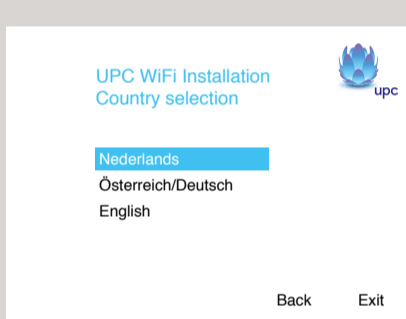 UPC WiFi Installation
Country selection
upc
Nederlands
Österreich/Deutsch
English
Back Exit